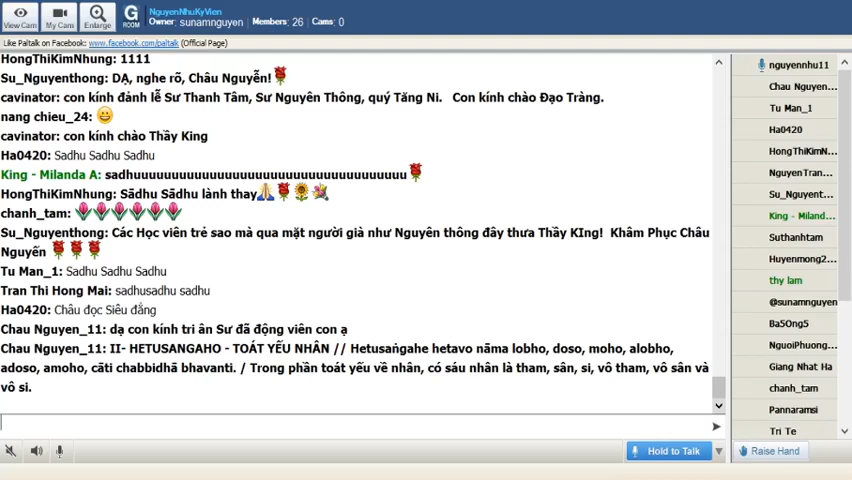 NguyenNhuKyVien
Owner: sunamnguyen Members: 26 Cams: 0
View Cam My Cam Enlarge G ROOM
Like Paltalk on Facebook: www.facebook.com/paltalk (Official Page)
HongThiKimNhung: 1111
Su_Nguyenthong: DẠ, nghe rõ, Châu Nguyễn!
cavinator: con kính đảnh lễ Sư Thanh Tâm, Sư Nguyên Thông, quý Tăng Ni. Con kính chào Đạo Tràng.
nang chieu_24:
cavinator: con kính chào Thầy King
Ha0420: Sadhu Sadhu Sadhu
King - Milanda A: sadhuuuuuuuuuuuuuuuuuuuuuuuuuuuuuuuuu
HongThiKimNhung: Sādhu Sādhu lành thay
chanh_tam:
Su_Nguyenthong: Các Học viên trẻ sao mà qua mặt người già như Nguyên thông đây thưa Thầy KIng! Khâm Phục Châu
Nguyến
Tu Man_1: Sadhu Sadhu Sadhu
Tran Thi Hong Mai: sadhusadhu sadhu
Ha0420: Châu đọc Siêu đẳng
Chau Nguyen_11: dạ con kính tri ân Sư đã động viên con ạ
Chau Nguyen_11: II- HETUSANGAHO - TOÁT YẾU NHÂN // Hetusaṅgahe hetavo nāma lobho, doso, moho, alobho,
adoso, amoho, cāti chabbidhā bhavanti. / Trong phần toát yếu về nhân, có sáu nhân là tham, sân, si, vô tham, vô sân và
vô si.
nguyennhu11
Chau Nguyen...
Tu Man_1
Ha0420
HongThiKimN...
NguyenTran...
Su_Nguyent...
King - Miland...
Suthanhtam
Huyenmong2...
thy lam
@sunamnguyen
Ba5Ong5
NguoiPhuong...
Giang Nhat Ha
chanh_tam
Pannaramsi
Tri Te
Hold to Talk
Raise Hand